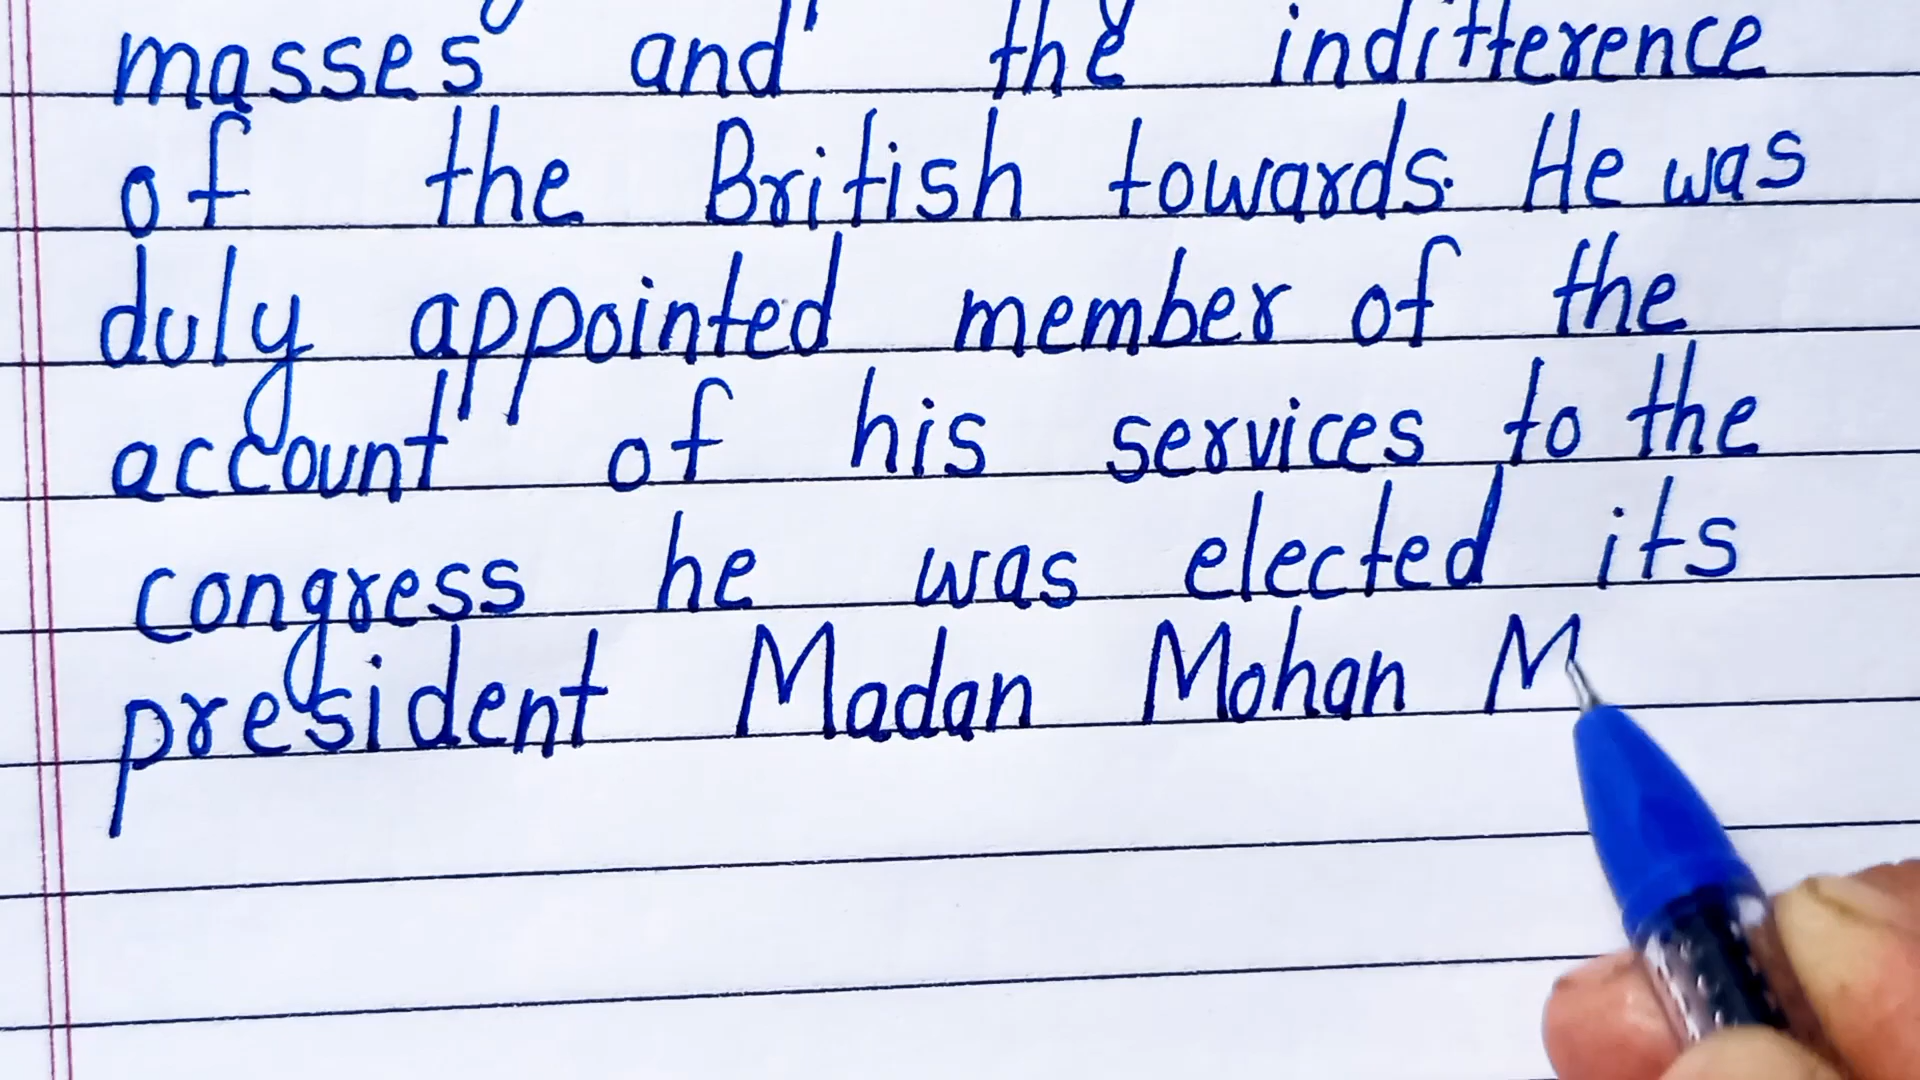 masses and the indifference
of the British towards. He was
duly appointed member of the
account of his services to the
congress he was elected its
president Madan Mohan M